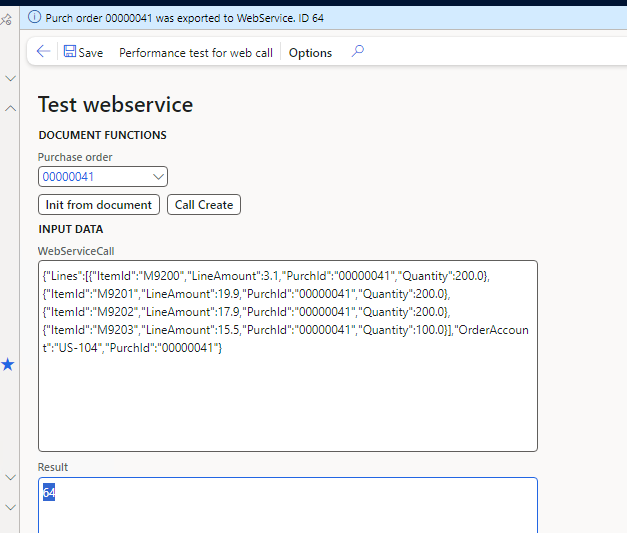 Purch order 00000041 was exported to WebService. ID 64
Save Performance test for web call Options
Test webservice
DOCUMENT FUNCTIONS
Purchase order
00000041
Init from document Call Create
INPUT DATA
WebServiceCall
{"Lines":[{"ItemId":"M9200","LineAmount":3.1,"PurchId":"00000041","Quantity":200.0},
{"ItemId":"M9201","LineAmount":19.9,"PurchId":"00000041","Quantity":200.0},
{"ItemId":"M9202","LineAmount":17.9,"PurchId":"00000041","Quantity":200.0},
{"ItemId":"M9203","LineAmount":15.5,"PurchId":"00000041","Quantity":100.0}],"OrderAccoun
t":"US-104","PurchId":"00000041"}
Result
64